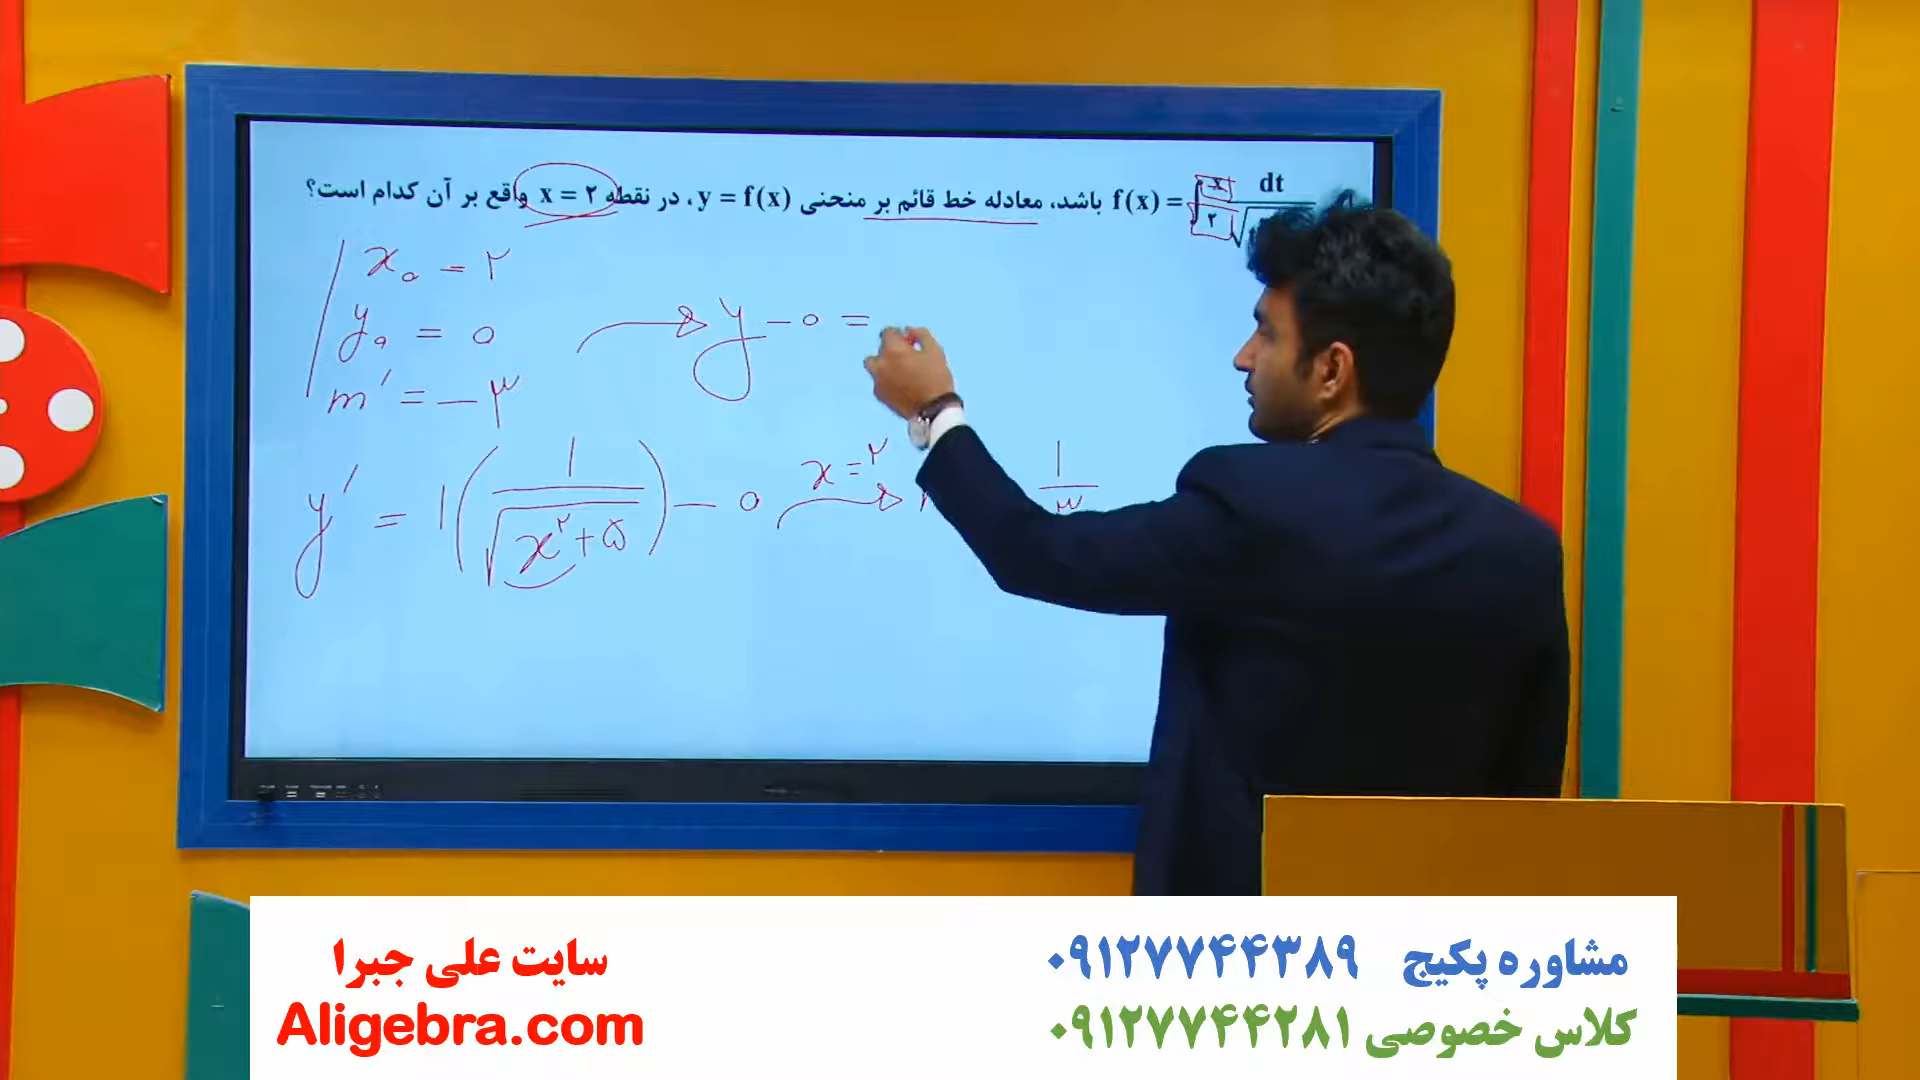 f(x) = ∫ dt x ۲ √ باشد، معادله خط قائم بر منحنی y = f(x) ، در نقطه x = ۲ واقع بر آن کدام است؟
x₀ = ۲
y₀ = ۰ → y - ۰ =
m' = -۳
y' = ۱ (۱ / √(x² + ۵)) - ۰ x = ۲ → ۱/۳
سایت علی جبرا
Aligebra.com
مشاوره پکیج ۰۹۱۲۷۷۴۴۳۸۹
کلاس خصوصی ۰۹۱۲۷۷۴۴۲۸۱